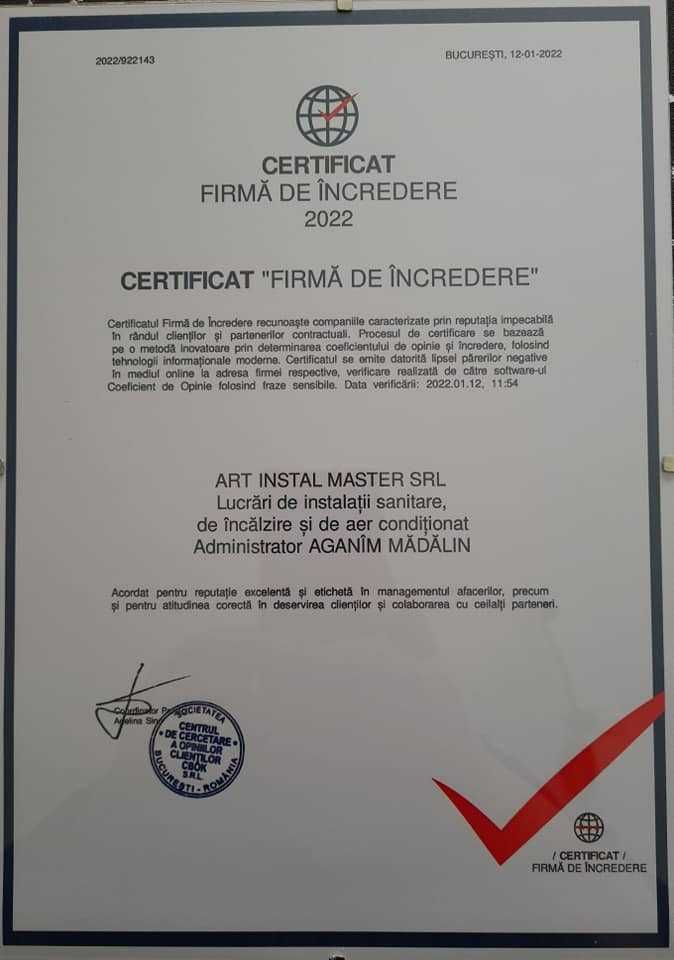 2022/922143
BUCUREȘTI, 12-01-2022
CERTIFICAT
FIRMĂ DE ÎNCREDERE
2022
CERTIFICAT "FIRMĂ DE ÎNCREDERE"
Certificatul Firmă de Încredere recunoaște companiile caracterizate prin reputația impecabilă
în rândul clienților și partenerilor contractuali. Procesul de certificare se bazează
pe o metodă inovatoare prin determinarea coeficientului de opinie și încredere, folosind
tehnologii informaționale moderne. Certificatul se emite datorită lipsei părerilor negative
în mediul online la adresa firmei respective, verificare realizată de către software-ul
Coeficient de Opinie folosind fraze sensibile. Data verificării: 2022.01.12, 11:54
ART INSTAL MASTER SRL
Lucrări de instalații sanitare,
de încălzire și de aer condiționat
Administrator AGANÎM MĂDĂLIN
Acordat pentru reputație excelentă și etichetă în managementul afacerilor, precum
și pentru atitudinea corectă în deservirea clienților și colaborarea cu ceilalți parteneri.
Coordinator
SOCIETATEA
CENTRUL
DE CERCETARE
A OPINIILOR
CLIENȚILOR
CBOK
S.R.L.
BUCUREȘTI - ROMÂNIA
/ CERTIFICAT /
FIRMĂ DE ÎNCREDERE